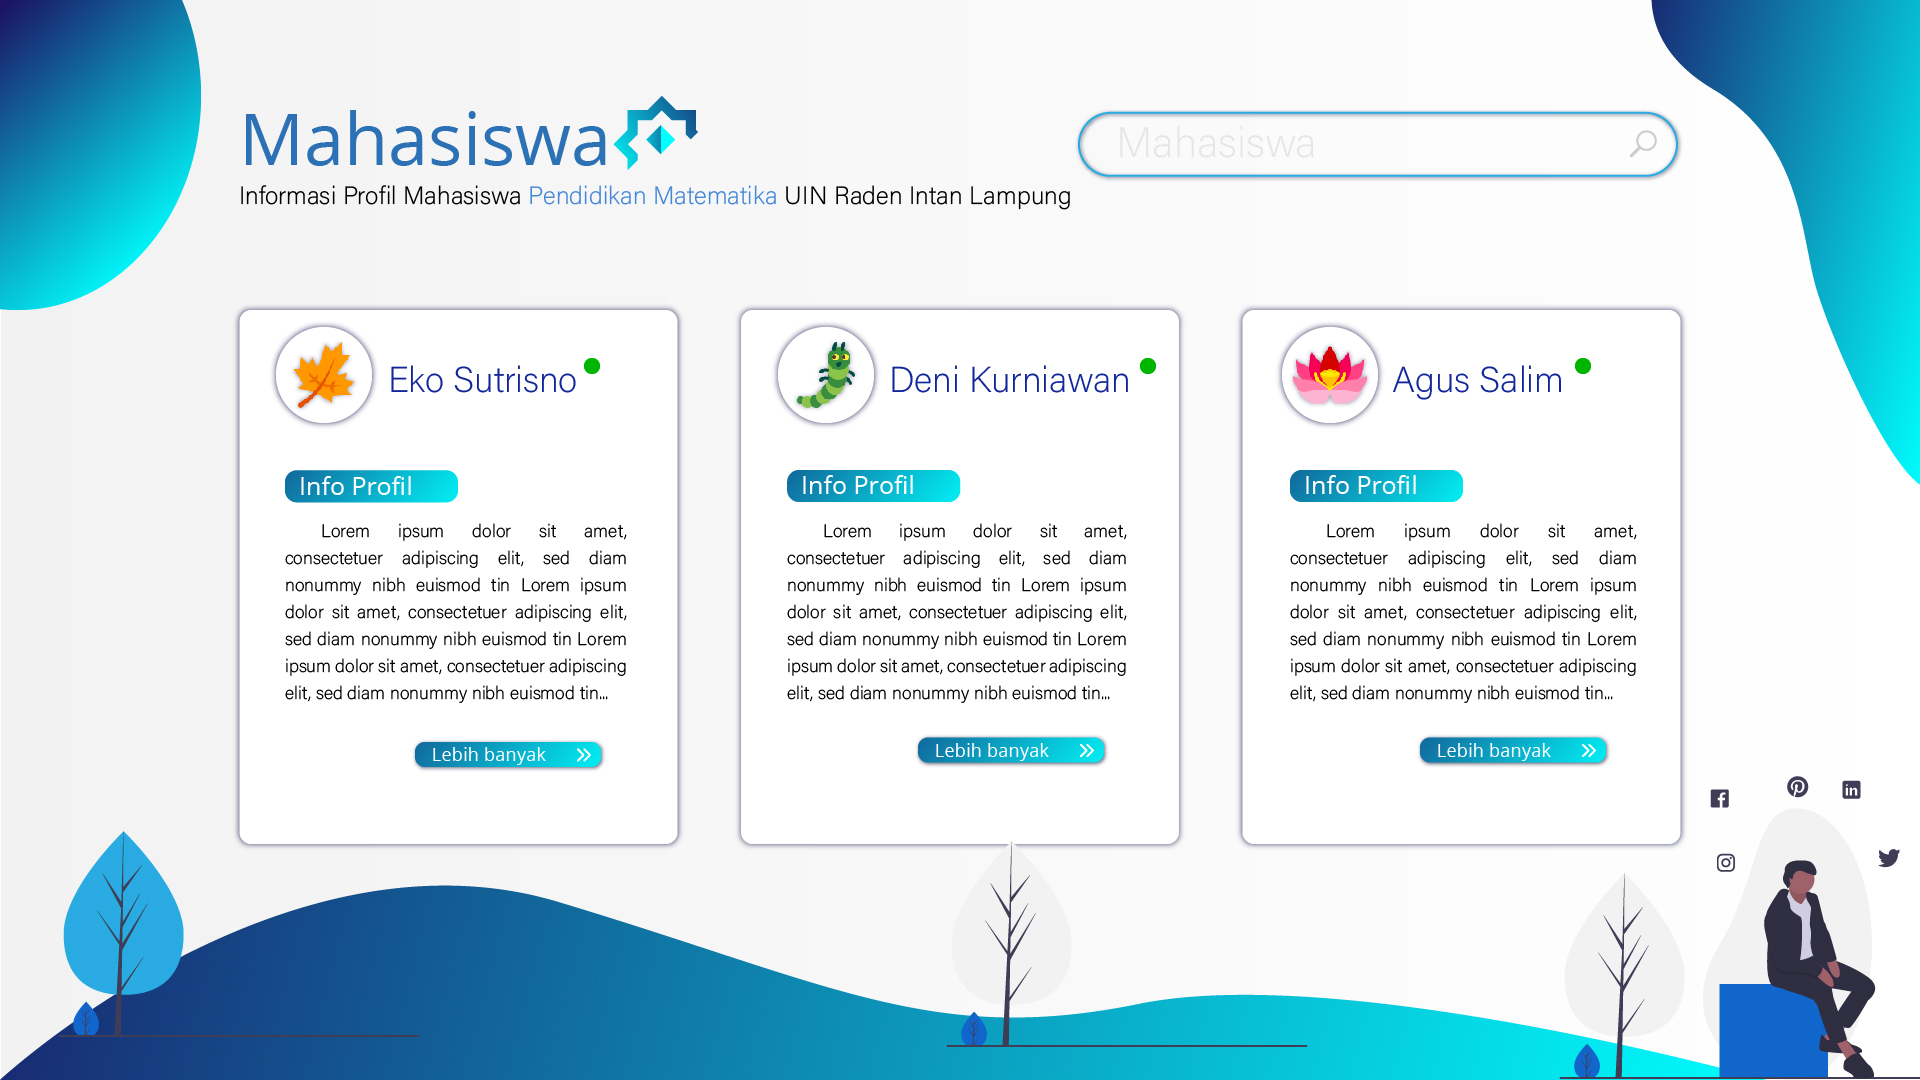 Mahasiswa
Mahasiswa
Informasi Profil Mahasiswa Pendidikan Matematika UIN Raden Intan Lampung
Eko Sutrisno
Info Profil
Lorem ipsum dolor sit amet,
consectetuer adipiscing elit, sed diam
nonummy nibh euismod tin Lorem ipsum
dolor sit amet, consectetuer adipiscing elit,
sed diam nonummy nibh euismod tin Lorem
ipsum dolor sit amet, consectetuer adipiscing
elit, sed diam nonummy nibh euismod tin...
Lebih banyak
Deni Kurniawan
Info Profil
Lorem ipsum dolor sit amet,
consectetuer adipiscing elit, sed diam
nonummy nibh euismod tin Lorem ipsum
dolor sit amet, consectetuer adipiscing elit,
sed diam nonummy nibh euismod tin Lorem
ipsum dolor sit amet, consectetuer adipiscing
elit, sed diam nonummy nibh euismod tin...
Lebih banyak
Agus Salim
Info Profil
Lorem ipsum dolor sit amet,
consectetuer adipiscing elit, sed diam
nonummy nibh euismod tin Lorem ipsum
dolor sit amet, consectetuer adipiscing elit,
sed diam nonummy nibh euismod tin Lorem
ipsum dolor sit amet, consectetuer adipiscing
elit, sed diam nonummy nibh euismod tin...
Lebih banyak